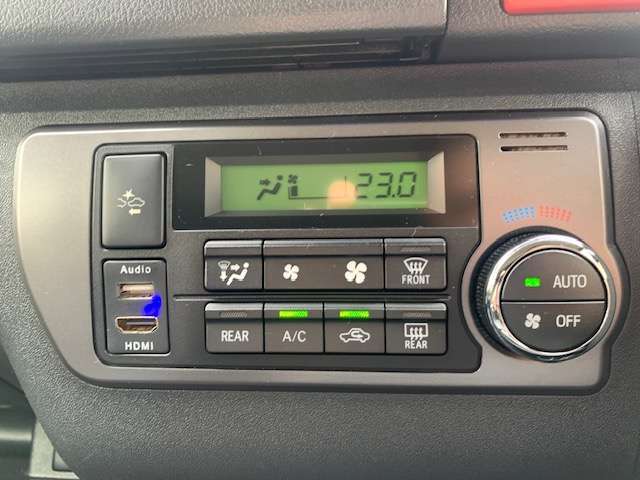 23.0
Audio
HDMI
FRONT
REAR
A/C
REAR
AUTO
OFF